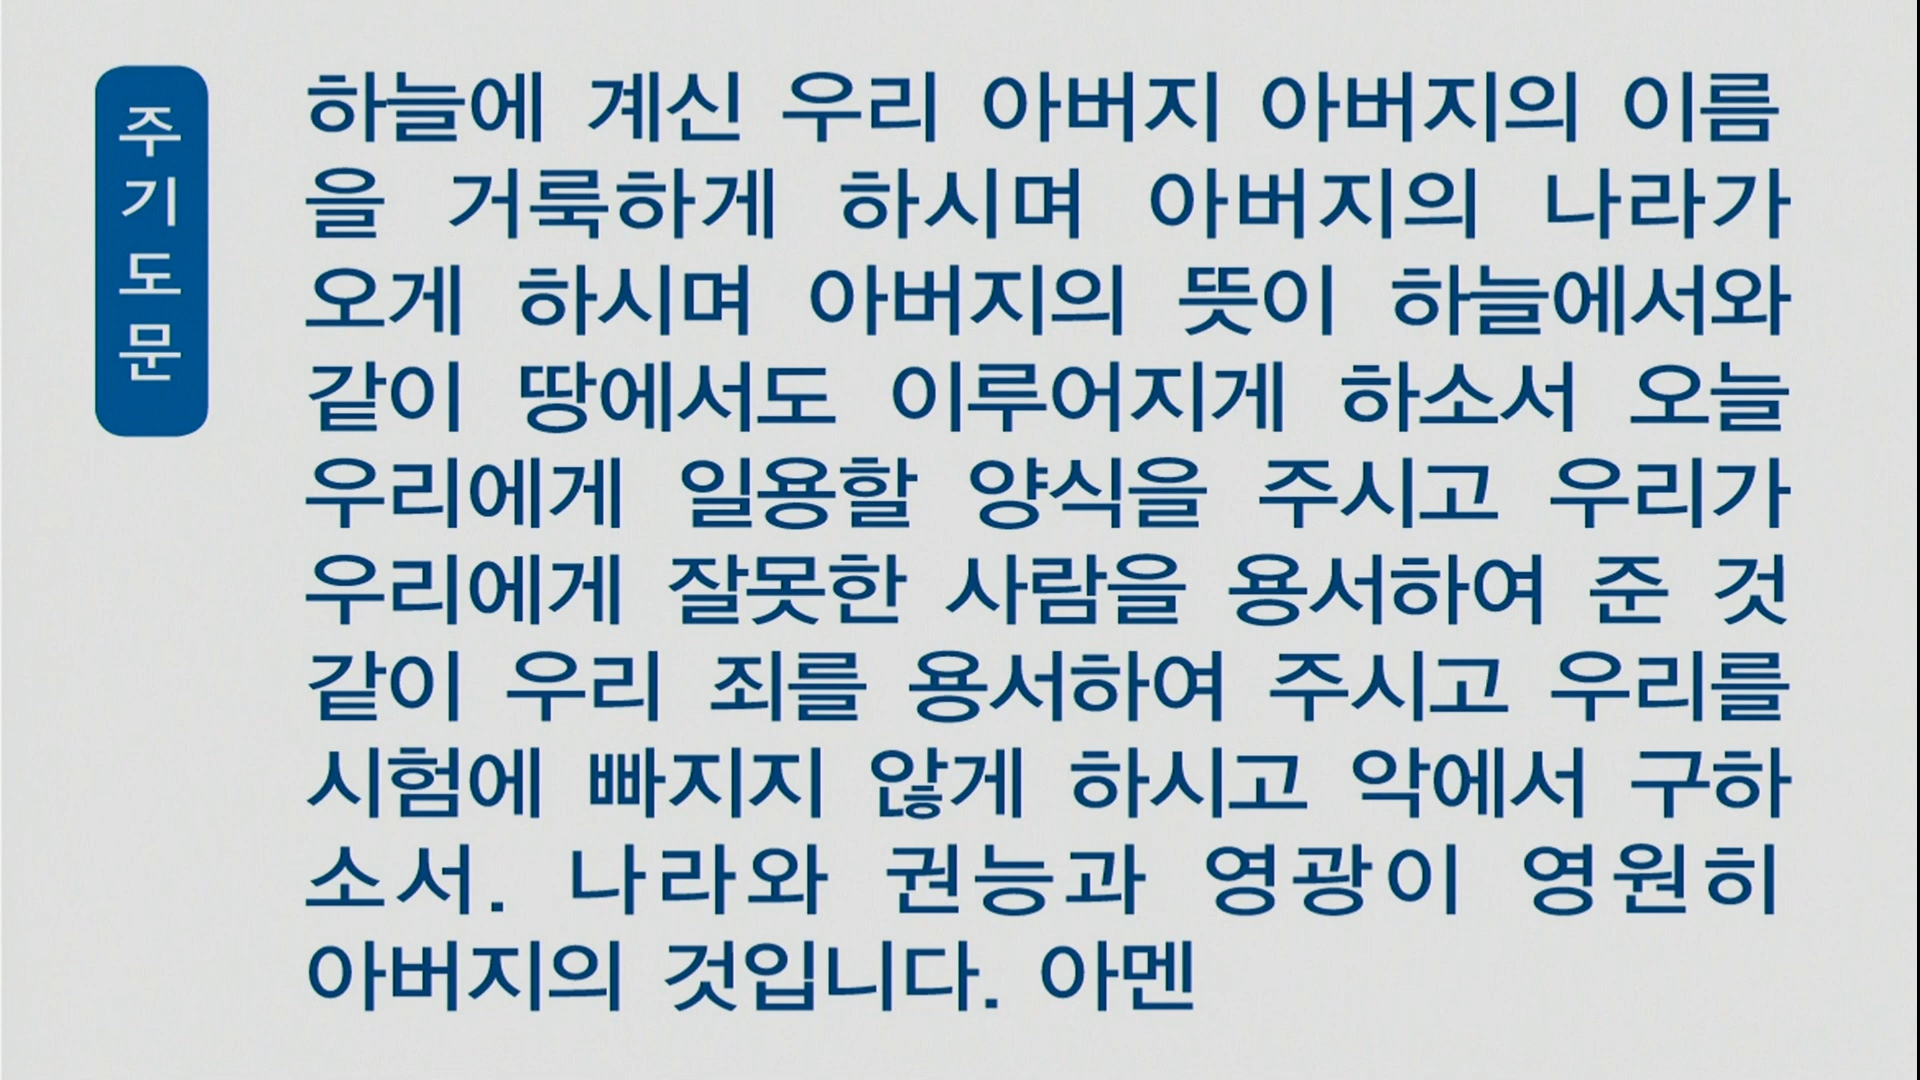 주기도문
하늘에 계신 우리 아버지 아버지의 이름
을 거룩하게 하시며 아버지의 나라가
오게 하시며 아버지의 뜻이 하늘에서와
같이 땅에서도 이루어지게 하소서 오늘
우리에게 일용할 양식을 주시고 우리가
우리에게 잘못한 사람을 용서하여 준 것
같이 우리 죄를 용서하여 주시고 우리를
시험에 빠지지 않게 하시고 악에서 구하
소서. 나라와 권능과 영광이 영원히
아버지의 것입니다. 아멘